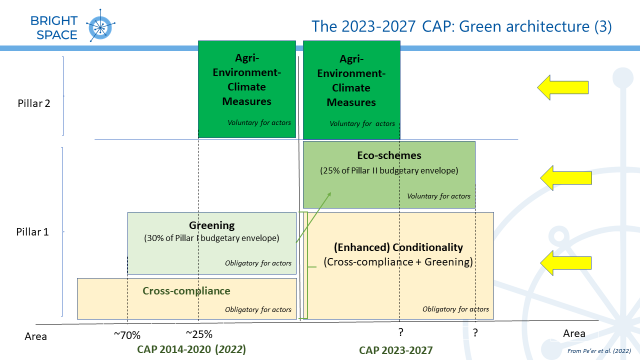 BRIGHT
SPACE
The 2023-2027 CAP: Green architecture (3)
Pillar 2
Agri-
Environment-
Climate
Measures
Voluntary for actors
Agri-
Environment-
Climate
Measures
Voluntary for actors
Pillar 1
Eco-schemes
(25% of Pillar II budgetary envelope)
Voluntary for actors
Greening
(30% of Pillar I budgetary envelope)
Obligatory for actors
(Enhanced) Conditionality
(Cross-compliance + Greening)
Obligatory for actors
Cross-compliance
Obligatory for actors
Area
~70%
~25%
?
?
Area
CAP 2014-2020 (2022)
CAP 2023-2027
From Pe'er et al. (2022)